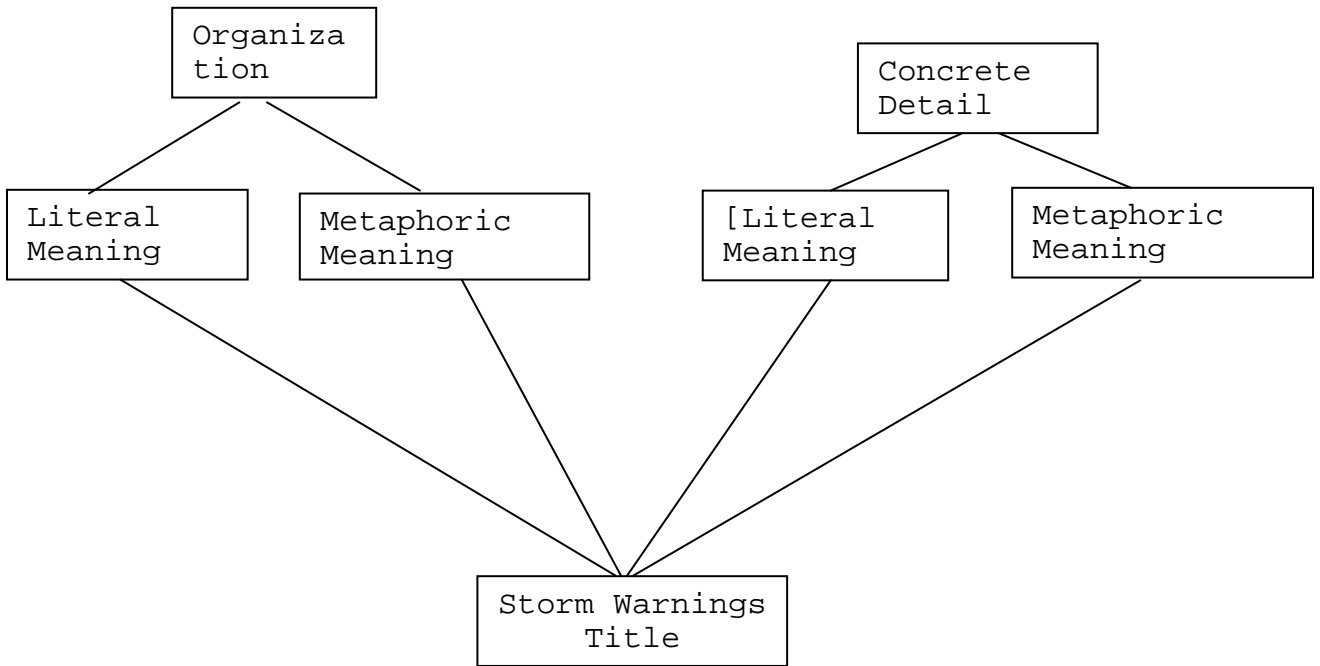 Organiza
tion
Concrete
Detail
Literal
Meaning
Metaphoric
Meaning
[Literal
Meaning
Metaphoric
Meaning
Storm Warnings
Title